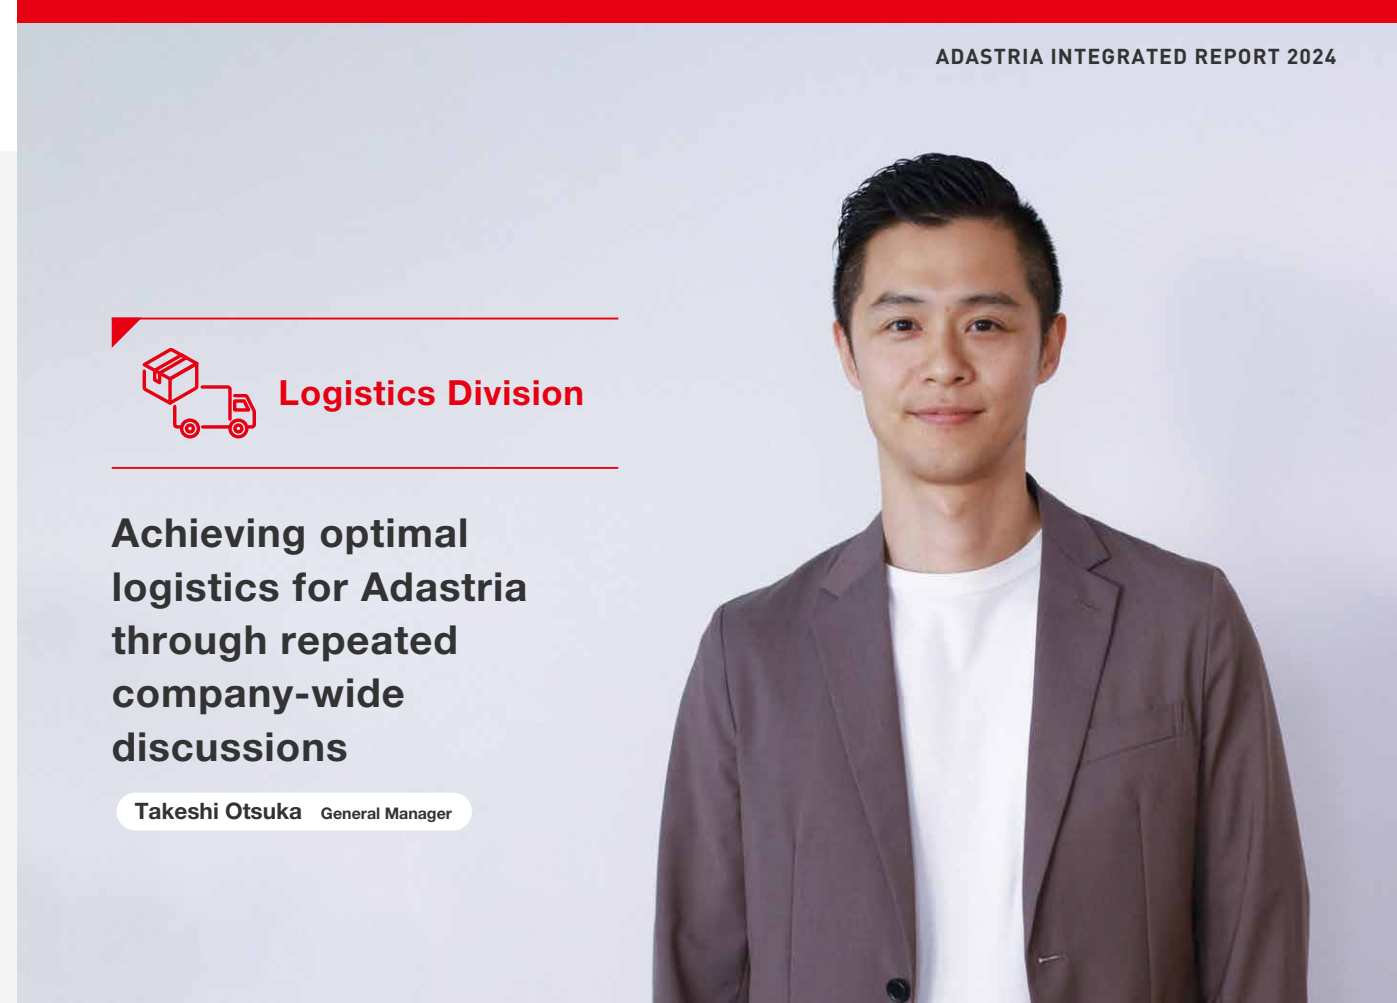 ADASTRIA INTEGRATED REPORT 2024
Logistics Division
Achieving optimal
logistics for Adastria
through repeated
company-wide
discussions
Takeshi Otsuka General Manager